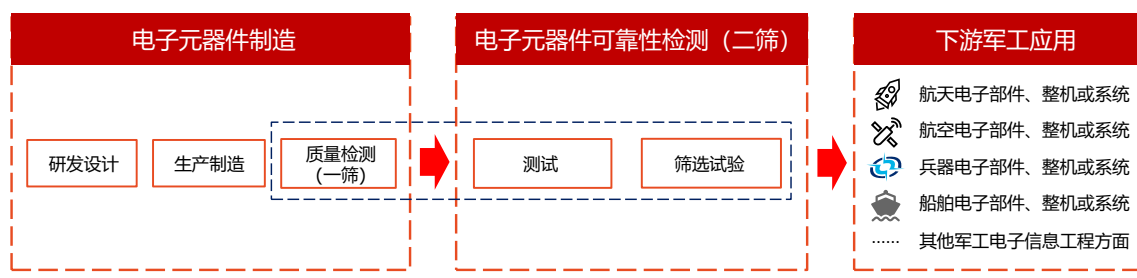 电子元器件制造
电子元器件可靠性检测（二筛）
下游军工应用
研发设计
生产制造
质量检测
(一筛)
测试
筛选试验
航天电子部件、整机或系统
航空电子部件、整机或系统
兵器电子部件、整机或系统
船舶电子部件、整机或系统
…… 其他军工电子信息工程方面